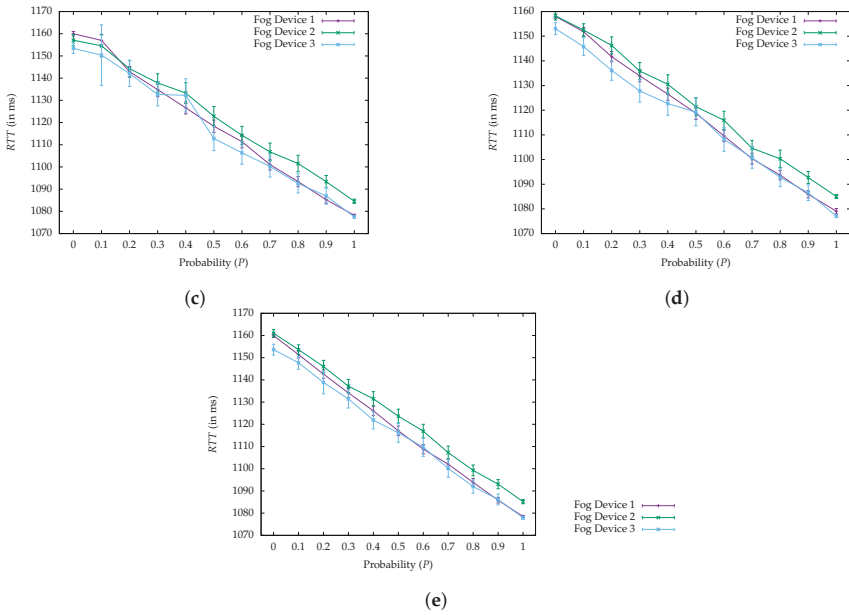 1170
1160
1150
1140
1130
1120
1110
1100
1090
1080
1070
RTT (in ms)
0 0.1 0.2 0.3 0.4 0.5 0.6 0.7 0.8 0.9 1
Probability (P)
Fog Device 1
Fog Device 2
Fog Device 3
(c)
1160
1150
1140
1130
1120
1110
1100
1090
1080
1070
RTT (in ms)
0 0.1 0.2 0.3 0.4 0.5 0.6 0.7 0.8 0.9 1
Probability (P)
Fog Device 1
Fog Device 2
Fog Device 3
(d)
1170
1160
1150
1140
1130
1120
1110
1100
1090
1080
1070
RTT (in ms)
0 0.1 0.2 0.3 0.4 0.5 0.6 0.7 0.8 0.9 1
Probability (P)
Fog Device 1
Fog Device 2
Fog Device 3
(e)